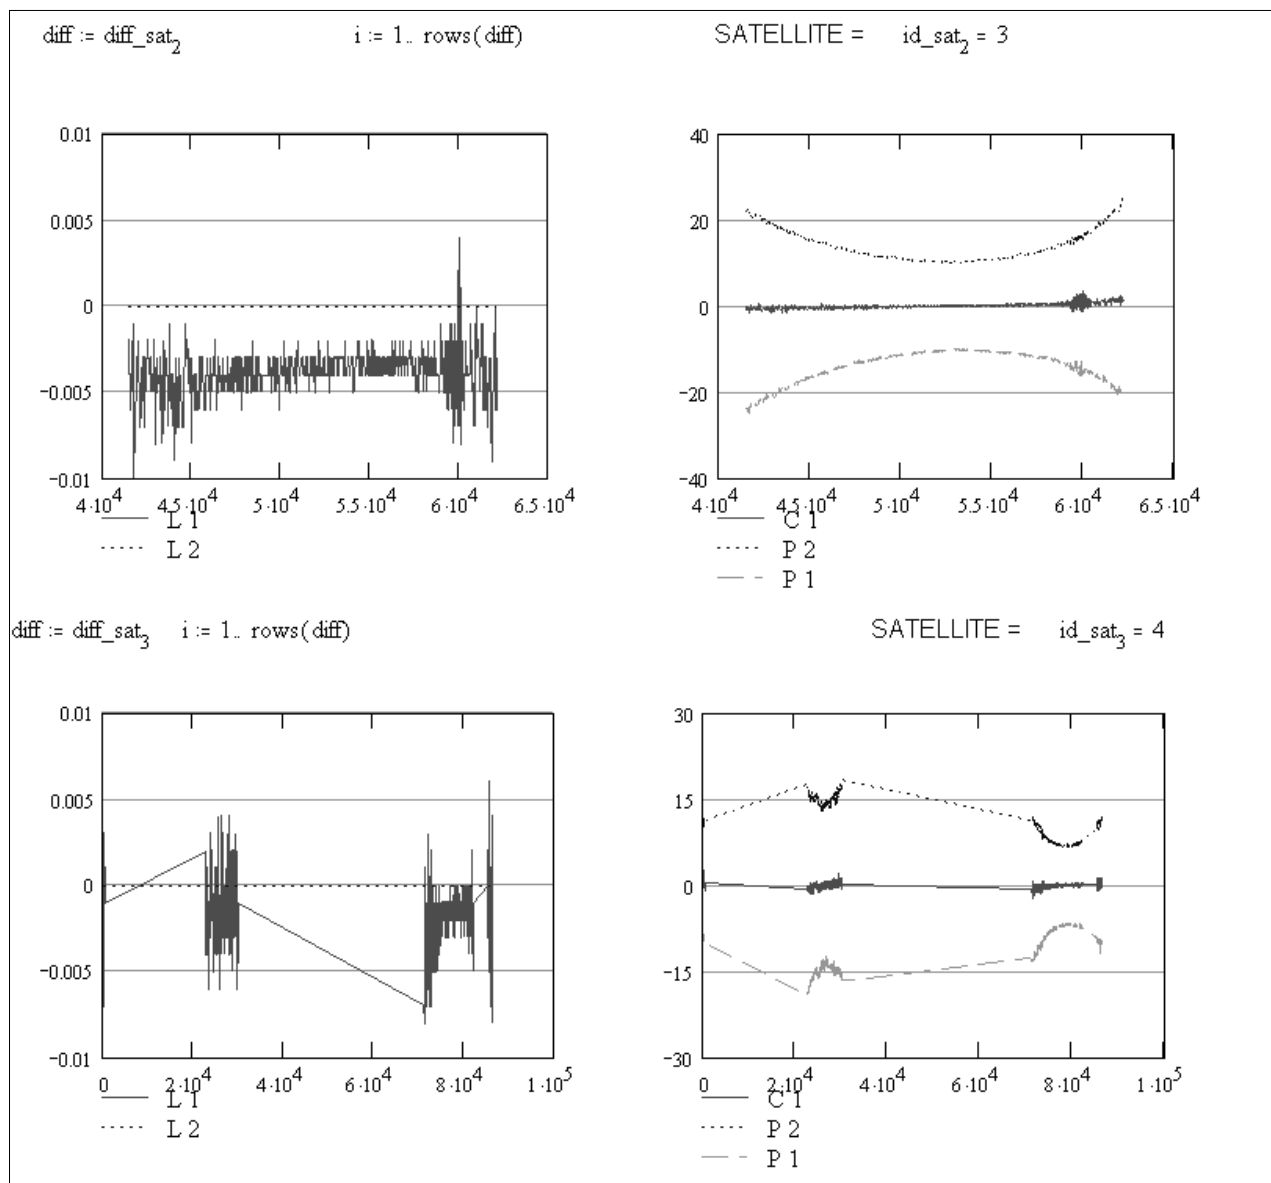 diff := diff_sat2 i := 1.. rows(diff) SATELLITE = id_sat2 = 3
0.01
0.005
0
−0.005
−0.01
4·10^4 4.5·10^4 5·10^4 5.5·10^4 6·10^4 6.5·10^4
L 1
L 2
40
20
0
−20
−40
4·10^4 4.5·10^4 5·10^4 5.5·10^4 6·10^4 6.5·10^4
C 1
P 2
P 1
diff := diff_sat3 i := 1.. rows(diff) SATELLITE = id_sat3 = 4
0.01
0.005
0
−0.005
−0.01
0 2·10^4 4·10^4 6·10^4 8·10^4 1·10^5
L 1
L 2
30
15
0
−15
−30
0 2·10^4 4·10^4 6·10^4 8·10^4 1·10^5
C 1
P 2
P 1